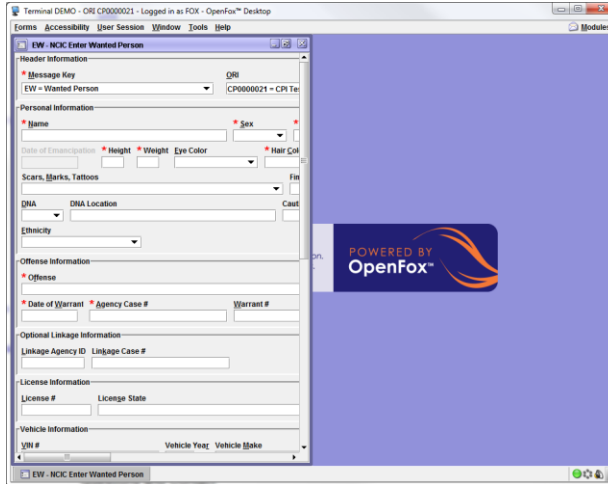 Terminal DEMO - ORI CP0000021 - Logged in as FOX - OpenFox™ Desktop
Forms Accessibility User Session Window Tools Help Modules
EW - NCIC Enter Wanted Person
Header Information
* Message Key ORI
EW = Wanted Person CP0000021 = CPI Tes
Personal Information
* Name * Sex *
Date of Emancipation * Height * Weight Eye Color * Hair Col
Scars, Marks, Tattoos Fin
DNA DNA Location Caut
Ethnicity
on.
POWERED BY
OpenFox™
Offense Information
* Offense
* Date of Warrant * Agency Case # Warrant #
Optional Linkage Information
Linkage Agency ID Linkage Case #
License Information
License # License State
Vehicle Information
VIN # Vehicle Year Vehicle Make
EW - NCIC Enter Wanted Person